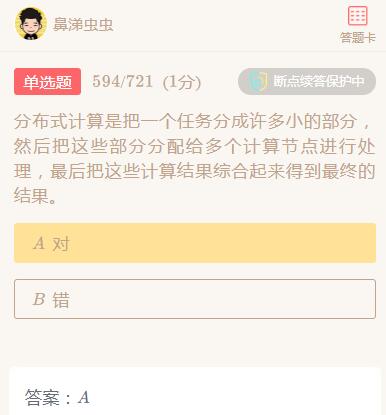 鼻涕虫虫
答题卡
单选题 594/721 (1分) 断点续答保护中
分布式计算是把一个任务分成许多小的部分，
然后把这些部分分配给多个计算节点进行处
理，最后把这些计算结果综合起来得到最终的
结果。
A 对
B 错
答案：A